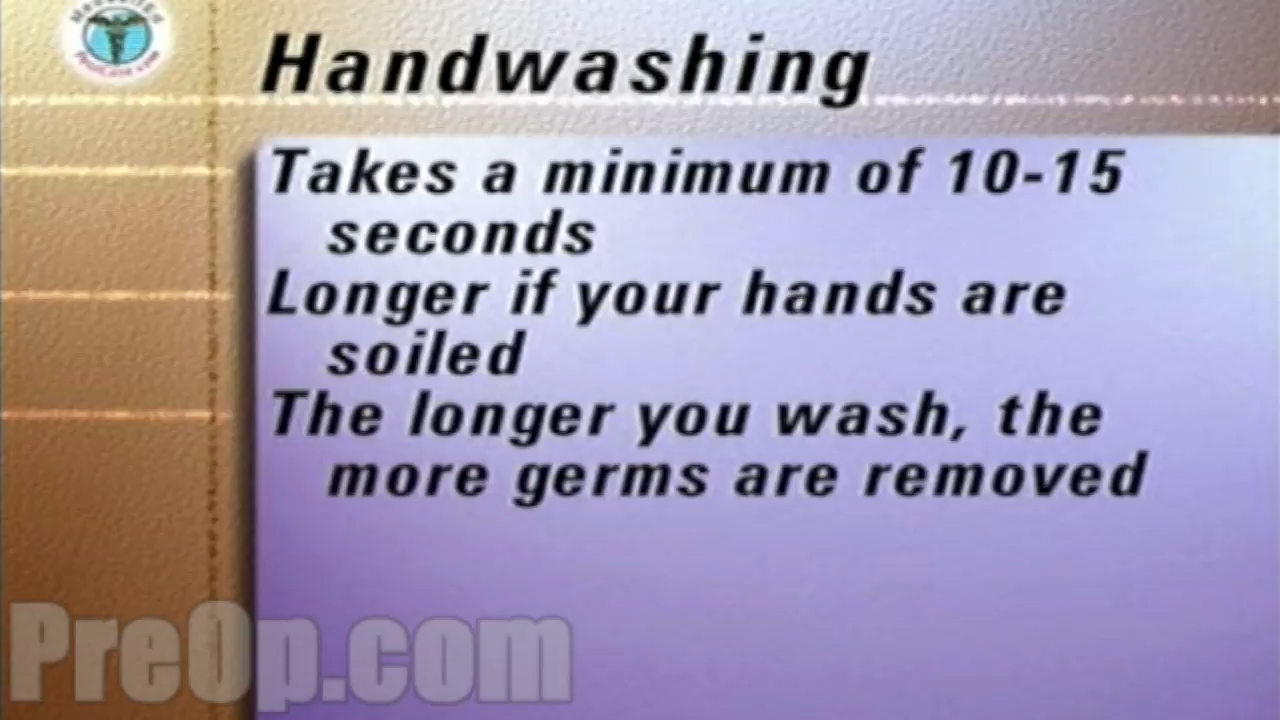 Handwashing
Takes a minimum of 10-15
seconds
Longer if your hands are
soiled
The longer you wash, the
more germs are removed
PreOp.com